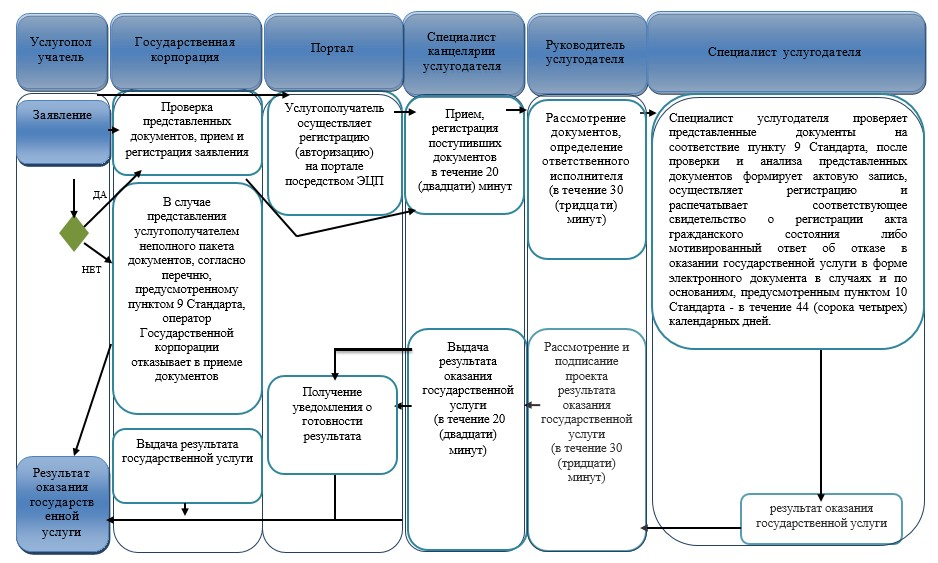 Услугопол
учатель
Государственная
корпорация
Портал
Специалист
канцелярии
услугодателя
Руководитель
услугодателя
Специалист услугодателя
Заявление
Проверка
представленных
документов, прием и
регистрация заявления
Услугополучатель
осуществляет
регистрацию
(авторизацию)
на портале
посредством ЭЦП
Прием,
регистрация
поступивших
документов
в течение 20
(двадцати) минут
Рассмотрение
документов,
определение
ответственного
исполнителя
(в течение 30
(тридцати)
минут)
Специалист услугодателя проверяет
представленные документы на
соответствие пункту 9 Стандарта, после
проверки и анализа представленных
документов формирует актовую запись,
осуществляет регистрацию и
распечатывает соответствующее
свидетельство о регистрации акта
гражданского состояния либо
мотивированный ответ об отказе в
оказании государственной услуги в форме
электронного документа в случаях и по
основаниям, предусмотренным пунктом 10
Стандарта - в течение 44 (сорока четырех)
календарных дней.
ДА
НЕТ
В случае
представления
услугополучателем
неполного пакета
документов, согласно
перечню,
предусмотренному
пунктом 9 Стандарта,
оператор
Государственной
корпорации
отказывает в приеме
документов
Получение
уведомления о
готовности
результата
Выдача
результата
оказания
государственной
услуги
(в течение 20
(двадцати)
минут)
Рассмотрение и
подписание
проекта
результата
оказания
государственной
услуги
(в течение 30
(тридцати)
минут)
Выдача результата
государственной услуги
Результат
оказания
государств
енной
услуги
результат оказания
государственной услуги